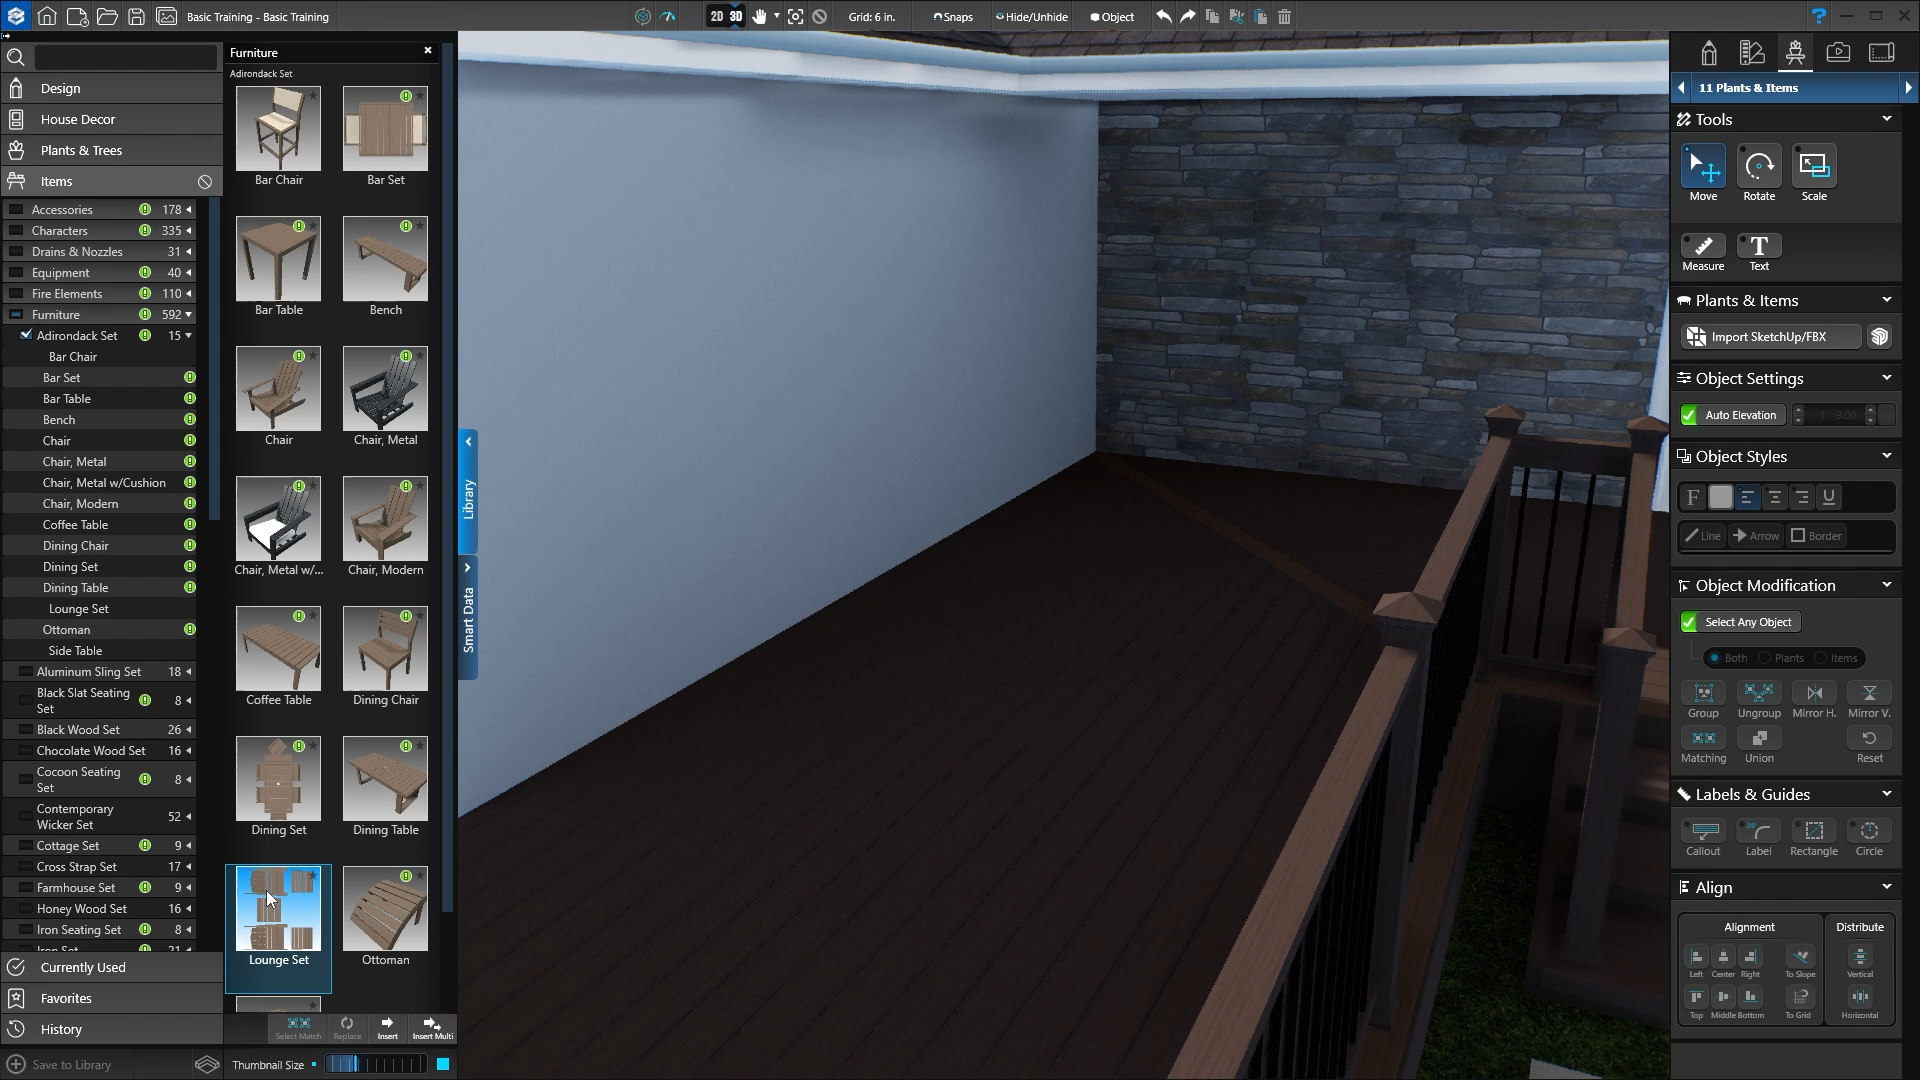 Basic Training - Basic Training
2D 3D
Grid: 6 in.
Snaps
Hide/Unhide
Object
?
Design
House Decor
Plants & Trees
Items
Accessories 178
Characters 335
Drains & Nozzles 31
Equipment 40
Fire Elements 110
Furniture 592
Adirondack Set 15
Bar Chair
Bar Set
Bar Table
Bench
Chair
Chair, Metal
Chair, Metal w/Cushion
Chair, Modern
Coffee Table
Dining Chair
Dining Set
Dining Table
Lounge Set
Ottoman
Side Table
Aluminum Sling Set 18
Black Slat Seating
Set 8
Black Wood Set 26
Chocolate Wood Set 16
Cocoon Seating
Set 8
Contemporary
Wicker Set 52
Cottage Set 9
Cross Strap Set 17
Farmhouse Set 9
Honey Wood Set 16
Iron Seating Set 8
Iron Set 21
Currently Used
Favorites
History
Save to Library
Furniture
Adirondack Set
Bar Chair
Bar Set
Bar Table
Bench
Chair
Chair, Metal
Chair, Metal w/...
Chair, Modern
Coffee Table
Dining Chair
Dining Set
Dining Table
Lounge Set
Ottoman
Select Match
Replace
Insert
Insert Multi
Thumbnail Size
Library
Smart Data
11 Plants & Items
Tools
Move
Rotate
Scale
Measure
Text
Plants & Items
Import SketchUp/FBX
Object Settings
Auto Elevation
1' 9.00
Object Styles
F
U
Line
Arrow
Border
Object Modification
Select Any Object
Both
Plants
Items
Group
Ungroup
Mirror H.
Mirror V.
Matching
Union
Reset
Labels & Guides
Callout
Label
Rectangle
Circle
Align
Alignment
Distribute
Left
Center
Right
To Slope
Vertical
Top
Middle
Bottom
To Grid
Horizontal